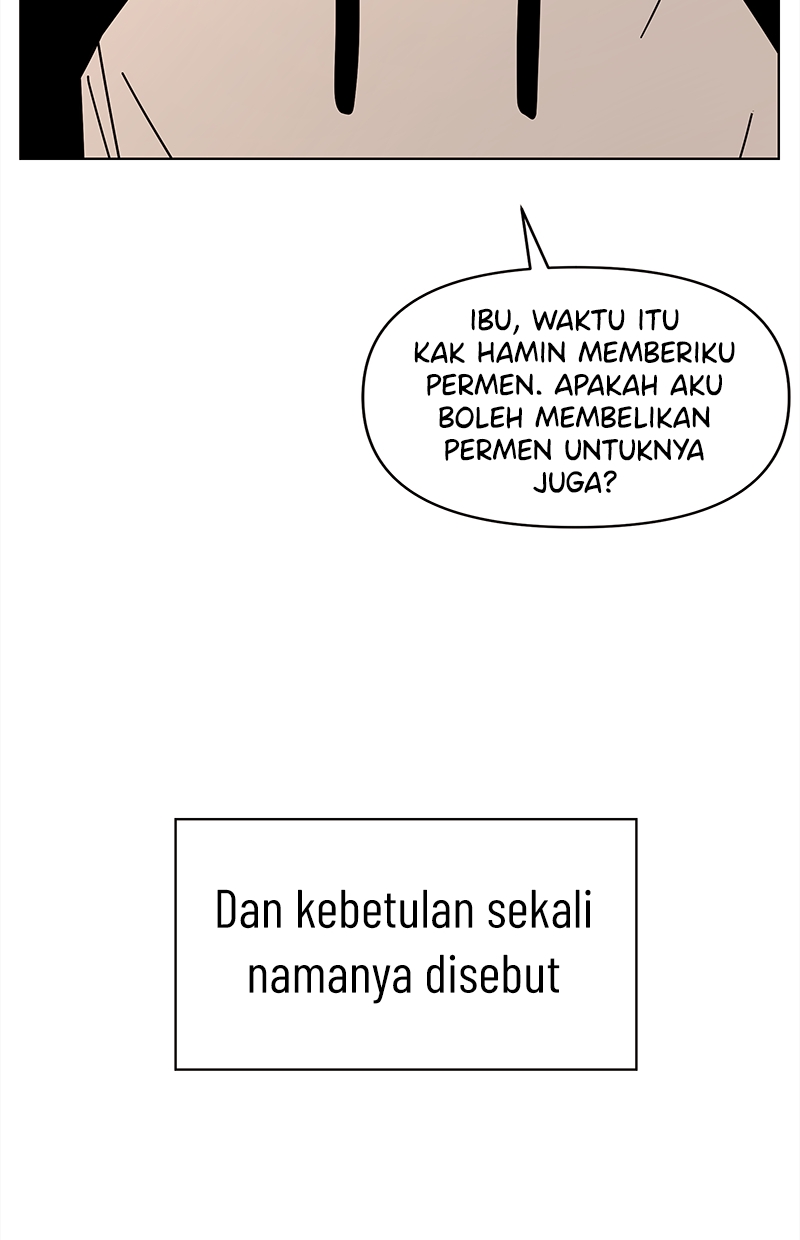 IBU, WAKTU ITU
KAK HAMIN MEMBERIKU
PERMEN. APAKAH AKU
BOLEH MEMBELIKAN
PERMEN UNTUKNYA
JUGA?
Dan kebetulan sekali
namanya disebut